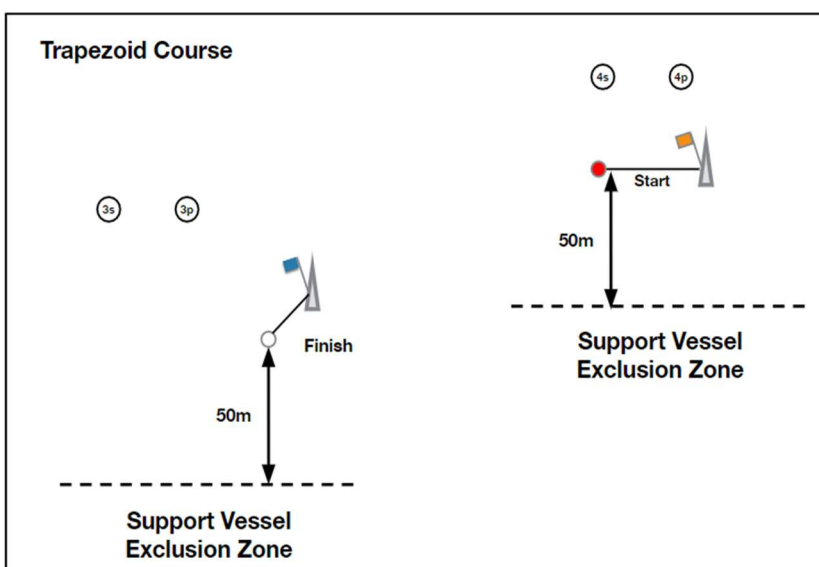 Trapezoid Course
4s
4p
Start
50m
Support Vessel
Exclusion Zone
3s
3p
Finish
50m
Support Vessel
Exclusion Zone